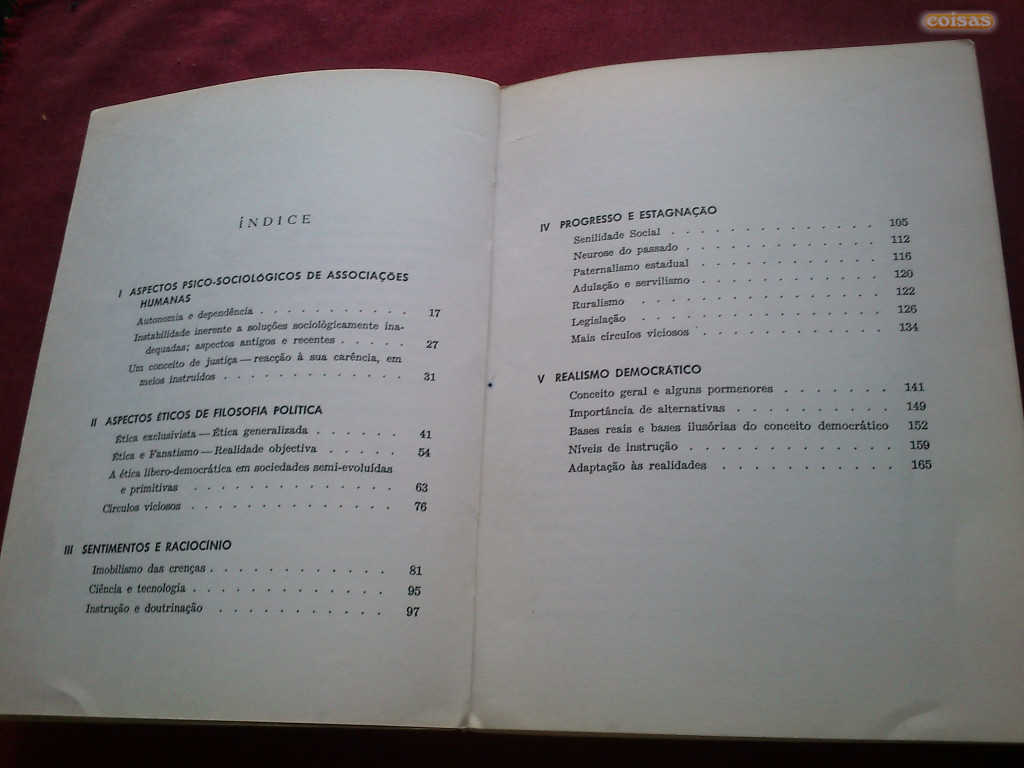 coisas
ÍNDICE
I ASPECTOS PSICO-SOCIOLÓGICOS DE ASSOCIAÇÕES
HUMANAS
Autonomia e dependência . . . . . . . . . . 17
Instabilidade inerente a soluções sociològicamente ina-
dequadas; aspectos antigos e recentes . . . . . 27
Um conceito de justiça — reacção à sua carência, em
meios instruídos . . . . . . . . . . . . . 31
II ASPECTOS ÉTICOS DE FILOSOFIA POLÍTICA
Ética exclusivista — Ética generalizada . . . . . . 41
Ética e Fanatismo — Realidade objectiva . . . . . 54
A ética libero-democrática em sociedades semi-evoluídas
e primitivas . . . . . . . . . . . . . 63
Círculos viciosos . . . . . . . . . . . . . 76
III SENTIMENTOS E RACIOCÍNIO
Imobilismo das crenças . . . . . . . . . . . . 81
Ciência e tecnologia . . . . . . . . . . . . . 95
Instrução e doutrinação . . . . . . . . . . . 97
IV PROGRESSO E ESTAGNAÇÃO
Senilidade Social . . . . . . . . . . . . . . 105
Neurose do passado . . . . . . . . . . . . . 112
Paternalismo estadual . . . . . . . . . . . . 116
Adulação e servilismo . . . . . . . . . . . . 120
Ruralismo . . . . . . . . . . . . . . . 122
Legislação . . . . . . . . . . . . . . . 126
Mais círculos viciosos . . . . . . . . . . . . 134
V REALISMO DEMOCRÁTICO
Conceito geral e alguns pormenores . . . . . . . 141
Importância de alternativas . . . . . . . . . . 149
Bases reais e bases ilusórias do conceito democrático 152
Níveis de instrução . . . . . . . . . . . . . 159
Adaptação às realidades . . . . . . . . . . . 165